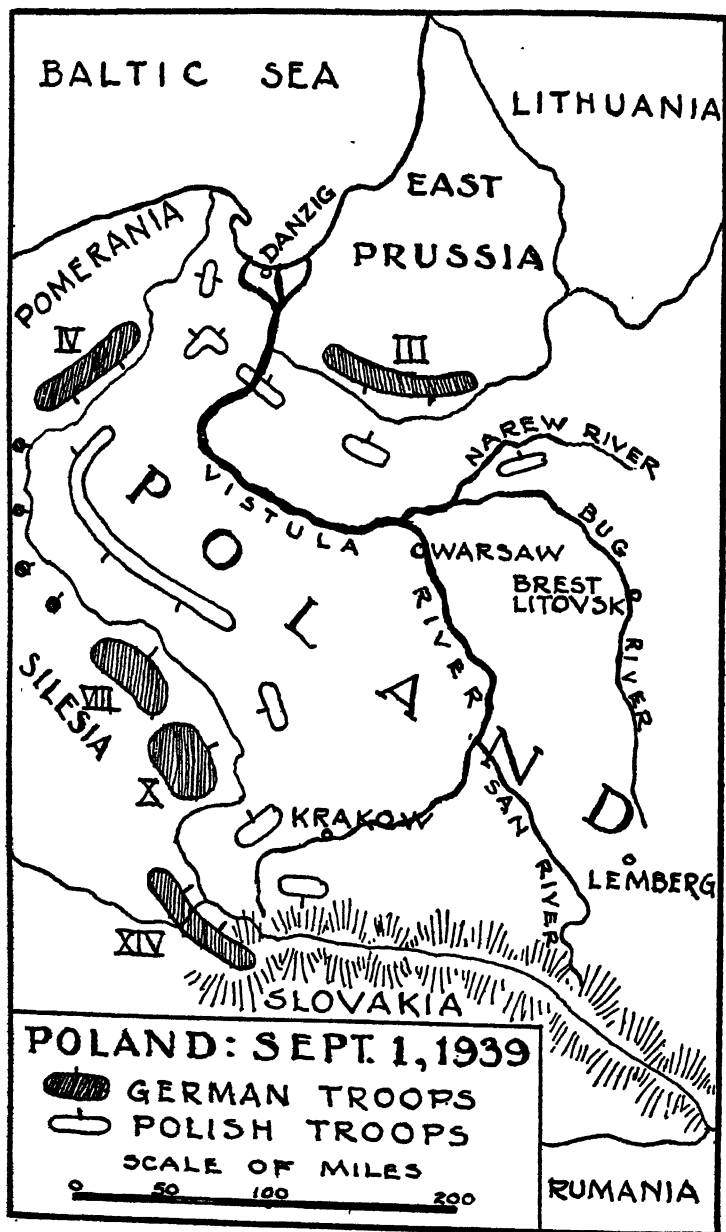 BALTIC SEA
LITHUANIA
EAST
PRUSSIA
DANZIG
POMERANIA
IV
III
NAREW RIVER
VISTULA
RIVER
BUG
RIVER
WARSAW
BREST
LITOVSK
POLAND
SILESIA
VIII
X
KRAKOW
SAN RIVER
LEMBERG
XIV
SLOVAKIA
POLAND: SEPT. 1, 1939
GERMAN TROOPS
POLISH TROOPS
SCALE OF MILES
0 50 100 200
RUMANIA